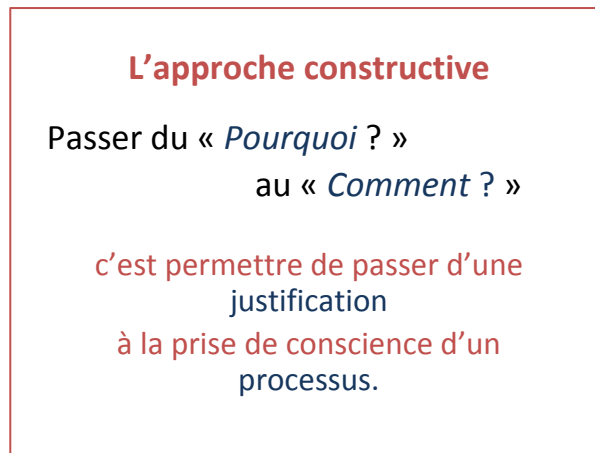 L’approche constructive
Passer du « Pourquoi ? »
au « Comment ? »
c’est permettre de passer d’une
justification
à la prise de conscience d’un
processus.